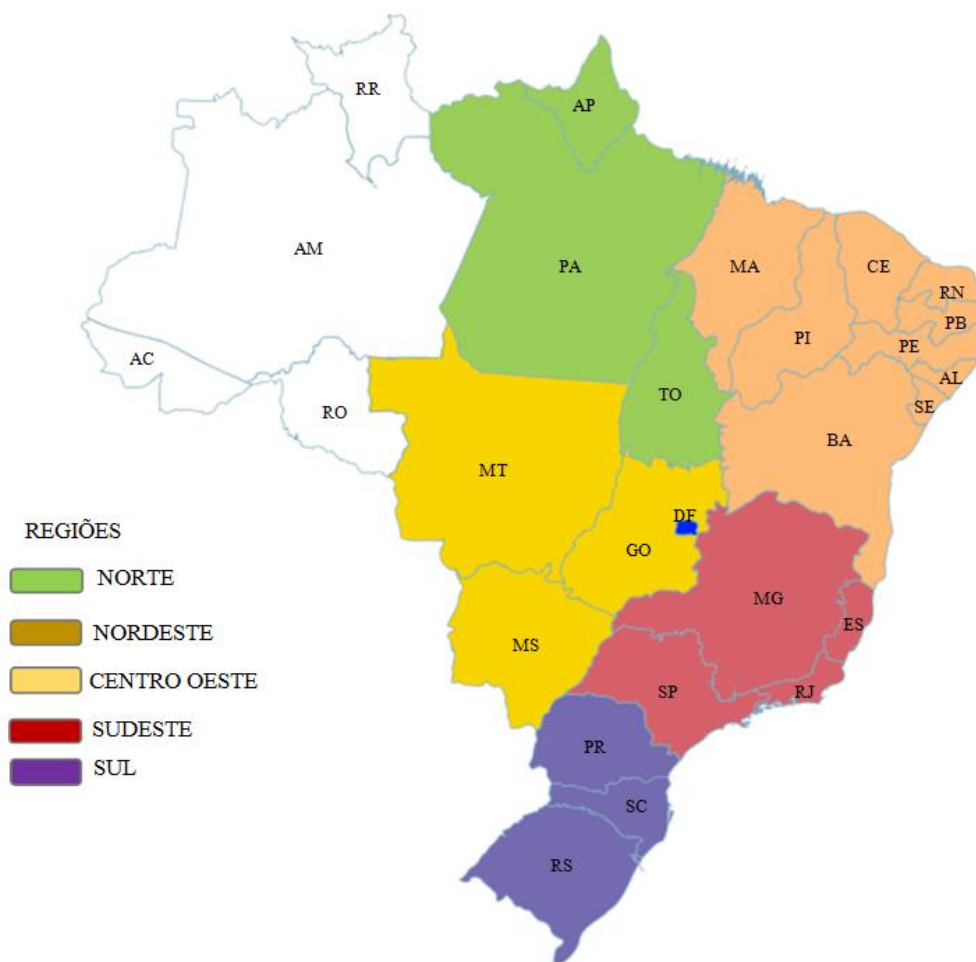 RR
AP
AM
PA
MA
CE
RN
PB
PI
PE
AC
AL
TO
RO
SE
BA
MT
DF
GO
MG
ES
MS
SP
RJ
PR
SC
RS
REGIÕES
NORTE
NORDESTE
CENTRO OESTE
SUDESTE
SUL